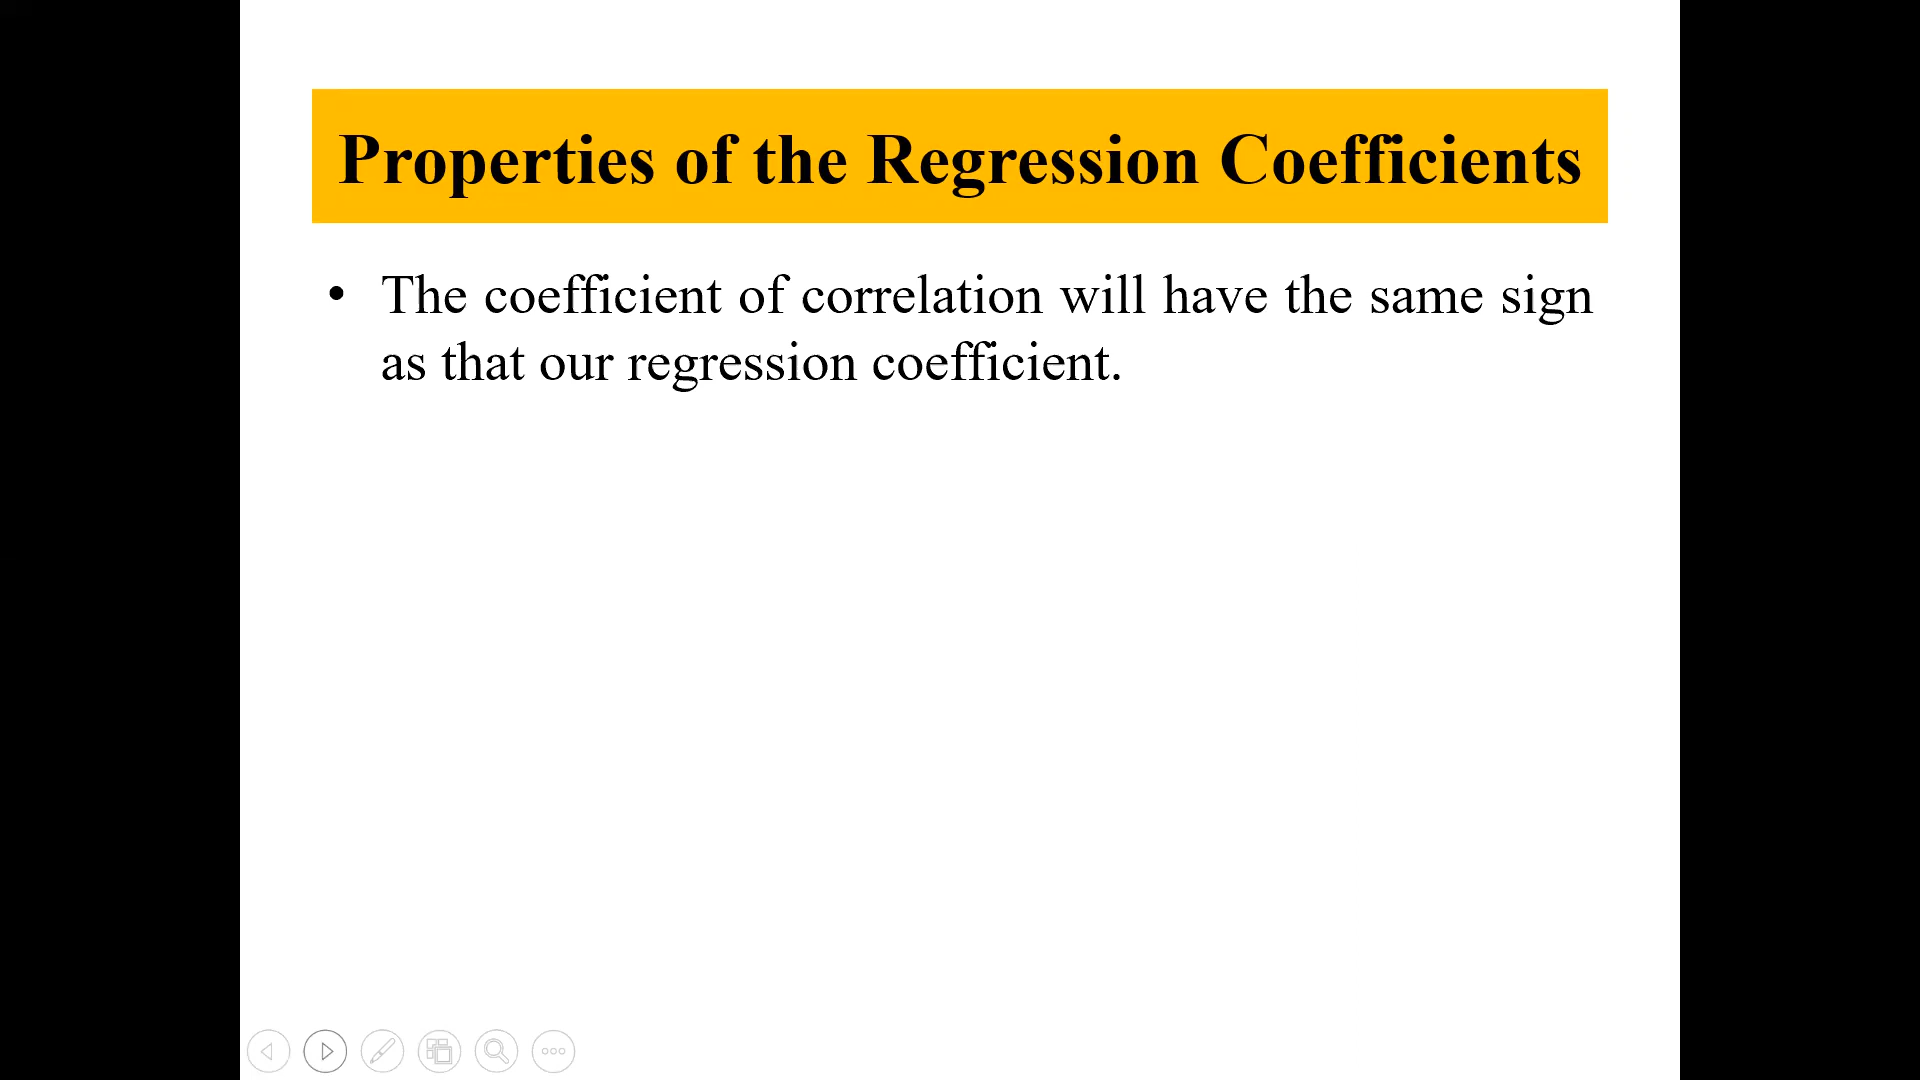 Properties of the Regression Coefficients
• The coefficient of correlation will have the same sign
as that our regression coefficient.